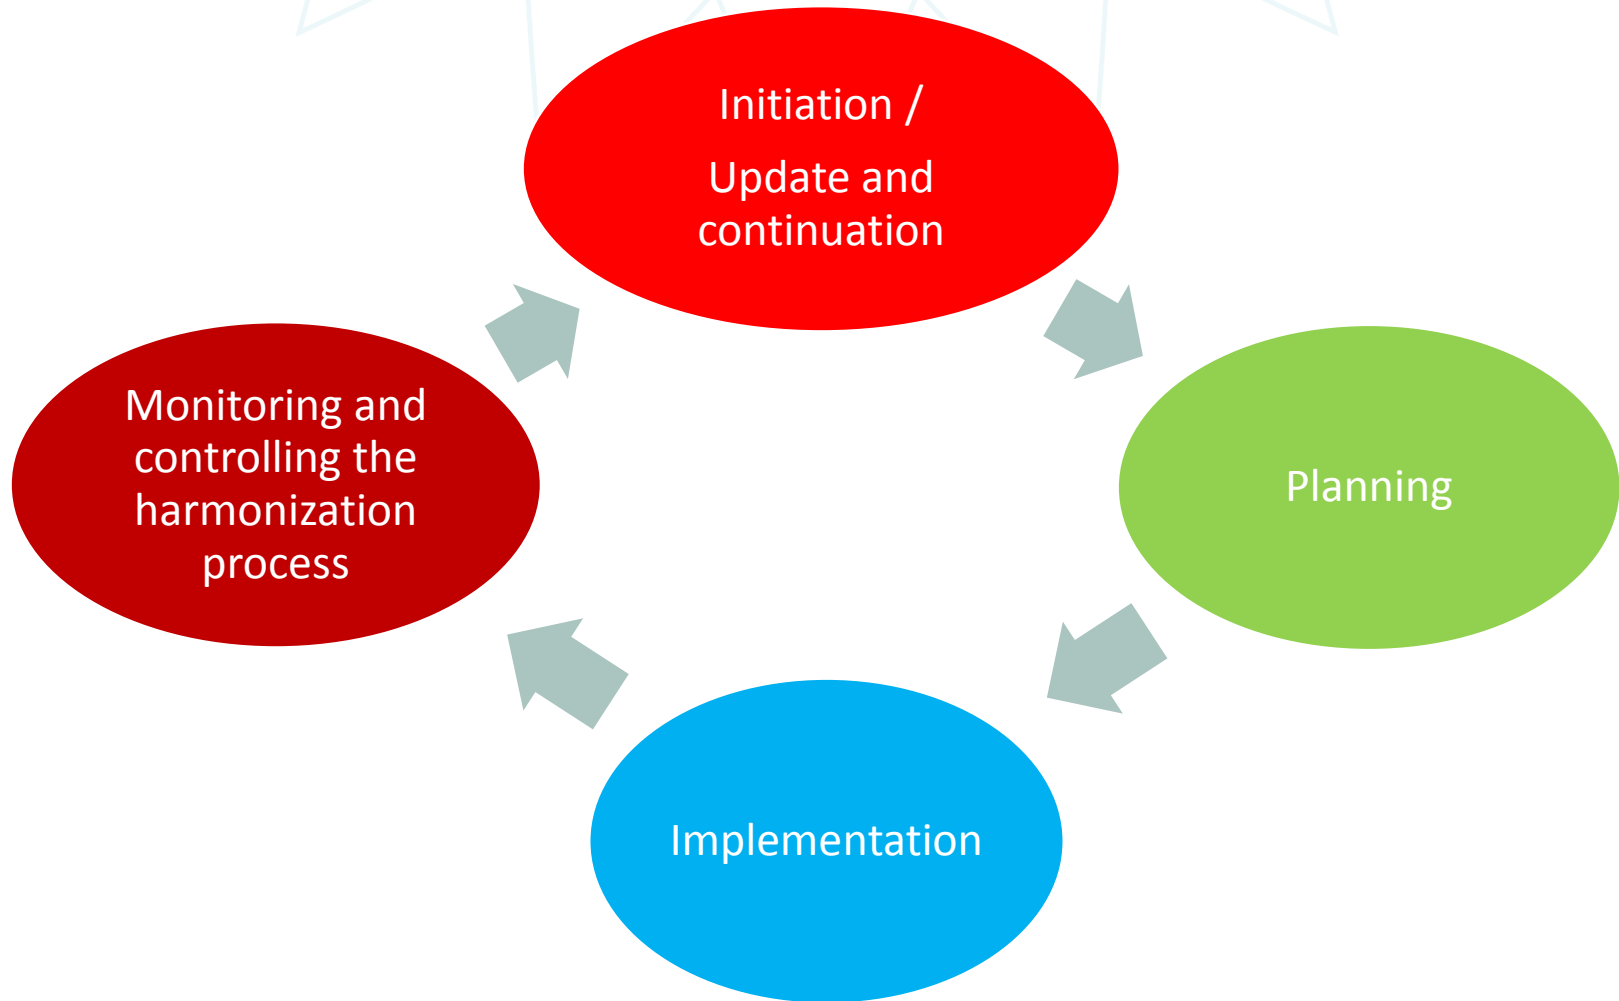 Initiation /
Update and
continuation
Planning
Implementation
Monitoring and
controlling the
harmonization
process